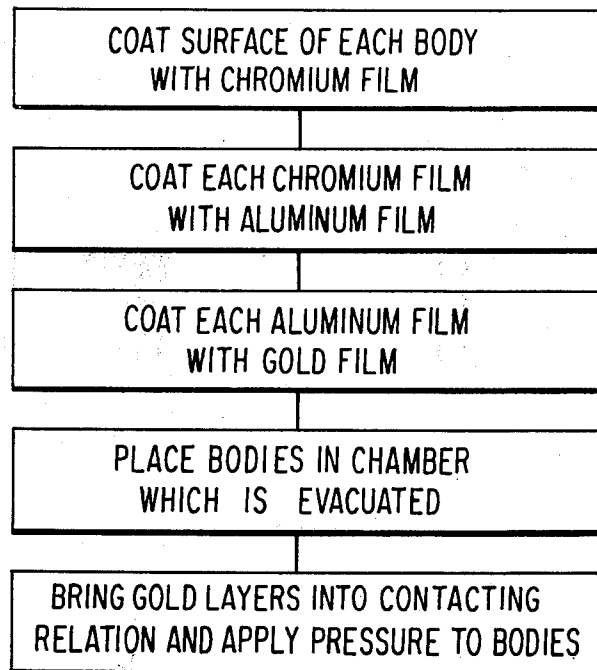 COAT SURFACE OF EACH BODY
WITH CHROMIUM FILM
COAT EACH CHROMIUM FILM
WITH ALUMINUM FILM
COAT EACH ALUMINUM FILM
WITH GOLD FILM
PLACE BODIES IN CHAMBER
WHICH IS EVACUATED
BRING GOLD LAYERS INTO CONTACTING
RELATION AND APPLY PRESSURE TO BODIES